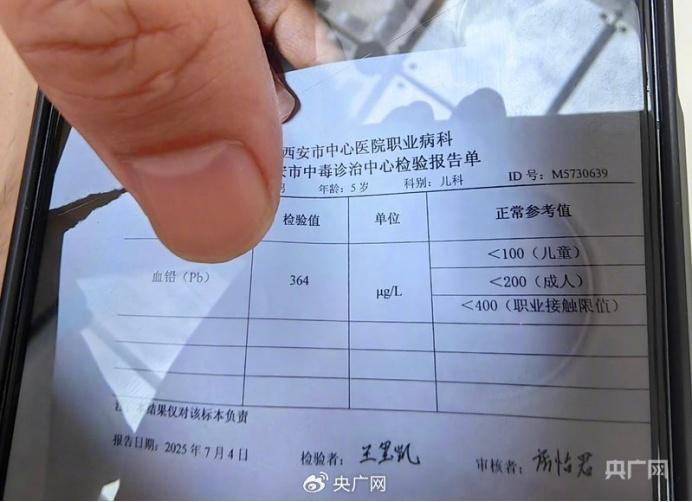 西安市中心医院职业病科
安市中毒诊治中心检验报告单
男 年龄:5岁 科别:儿科 ID号:M5730639
检验值 单位 正常参考值
血铅(Pb) 364 μg/L <100(儿童)
<200(成人)
<400(职业接触限值)
结果仅对该标本负责
报告日期:2025年7月4日 检验者: 审核者:
央广网
央广网